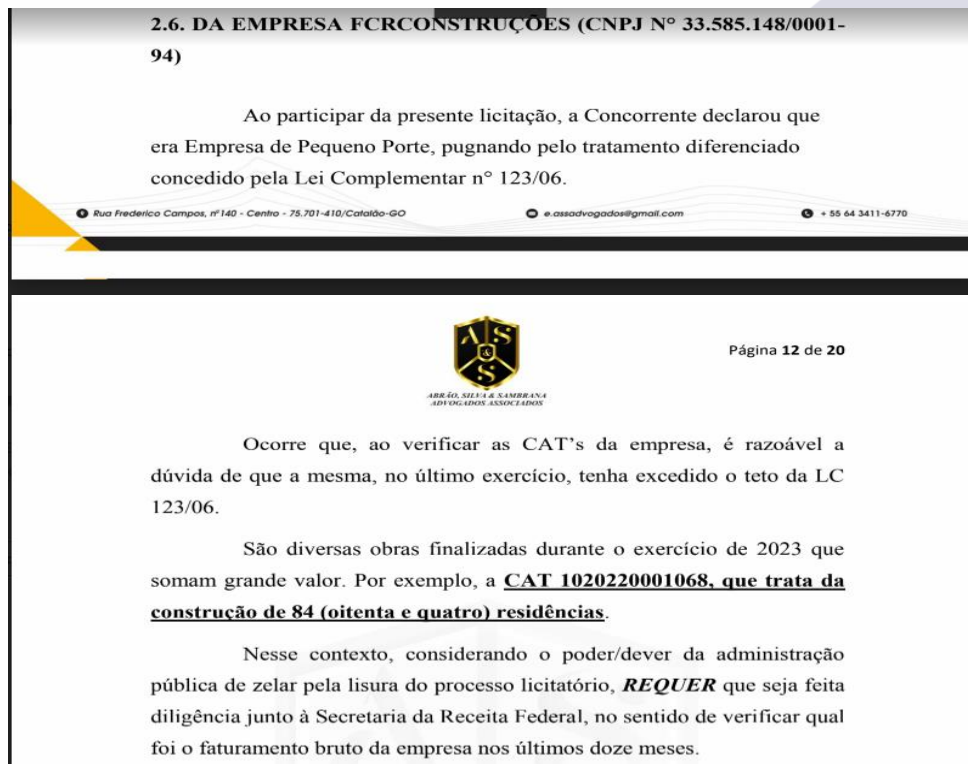 2.6. DA EMPRESA FCRCONSTRUÇÕES (CNPJ N° 33.585.148/0001-
94)
Ao participar da presente licitação, a Concorrente declarou que
era Empresa de Pequeno Porte, pugnando pelo tratamento diferenciado
concedido pela Lei Complementar n° 123/06.
Rua Frederico Campos, nº140 - Centro - 75.701-410/Catalão-GO
e.assadvogados@gmail.com
+ 55 64 3411-6770
A S
&
S
ABRÃO, SILVA & SAMBRANA
ADVOGADOS ASSOCIADOS
Página 12 de 20
Ocorre que, ao verificar as CAT's da empresa, é razoável a
dúvida de que a mesma, no último exercício, tenha excedido o teto da LC
123/06.
São diversas obras finalizadas durante o exercício de 2023 que
somam grande valor. Por exemplo, a CAT 1020220001068, que trata da
construção de 84 (oitenta e quatro) residências.
Nesse contexto, considerando o poder/dever da administração
pública de zelar pela lisura do processo licitatório, REQUER que seja feita
diligência junto à Secretaria da Receita Federal, no sentido de verificar qual
foi o faturamento bruto da empresa nos últimos doze meses.